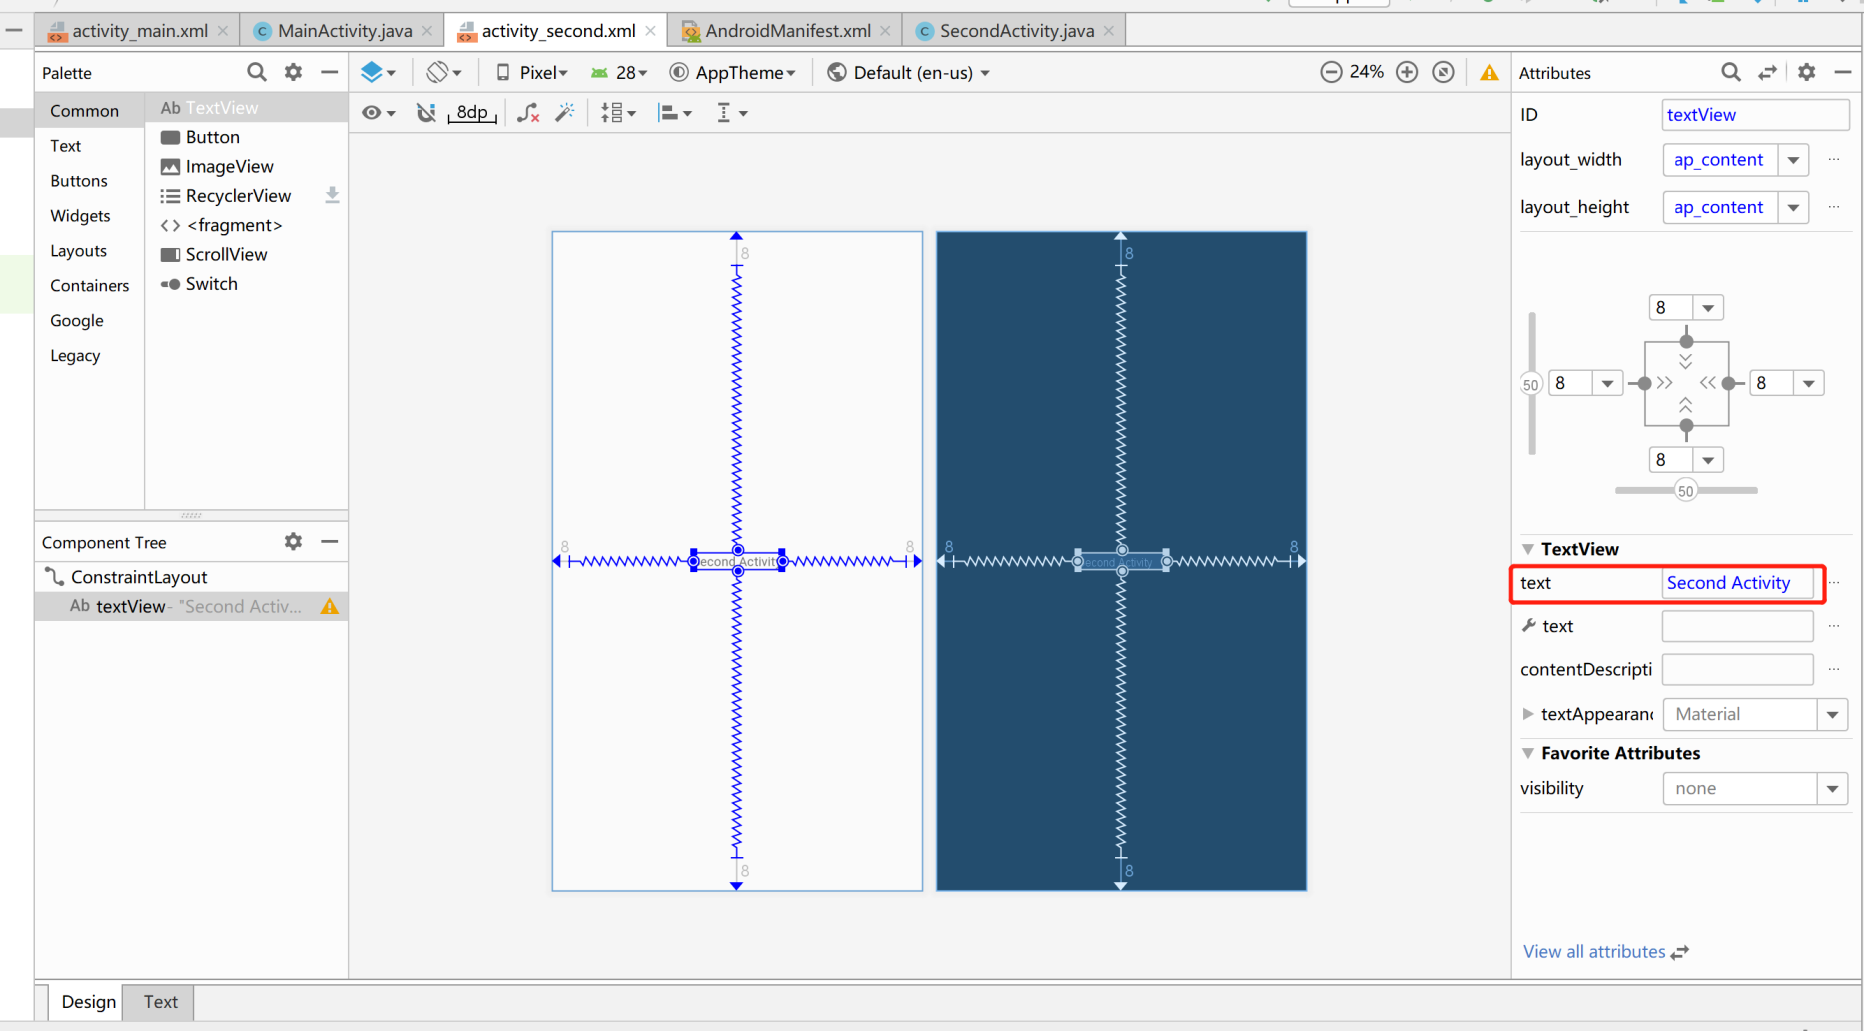 activity_main.xml
MainActivity.java
activity_second.xml
AndroidManifest.xml
SecondActivity.java
Palette
Pixel
28
AppTheme
Default (en-us)
24%
Attributes
Common
Text
Buttons
Widgets
Layouts
Containers
Google
Legacy
Ab TextView
Button
ImageView
RecyclerView
<fragment>
ScrollView
Switch
8dp
ID
textView
layout_width
ap_content
layout_height
ap_content
8
8
8
8
50
50
8
8
8
8
econd Activit
8
8
8
8
econd Activity
Component Tree
ConstraintLayout
Ab textView- "Second Activ...
TextView
text
Second Activity
text
contentDescripti
textAppearan
Material
Favorite Attributes
visibility
none
View all attributes
Design
Text